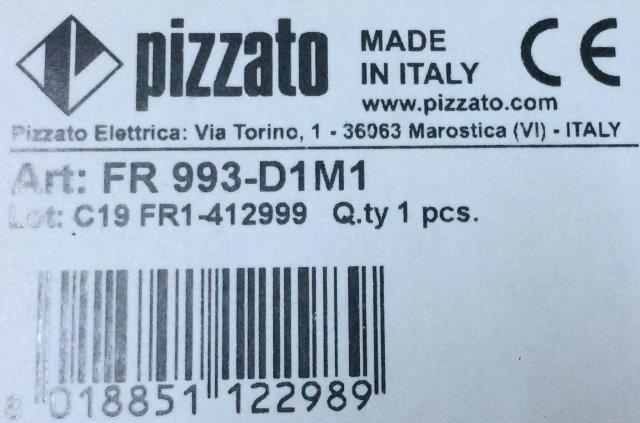 pizzato
MADE
IN ITALY
CE
www.pizzato.com
Pizzato Elettrica: Via Torino, 1 - 36063 Marostica (VI) - ITALY
Art: FR 993-D1M1
Lot: C19 FR1-412999 Q.ty 1 pcs.
8 018851 122989